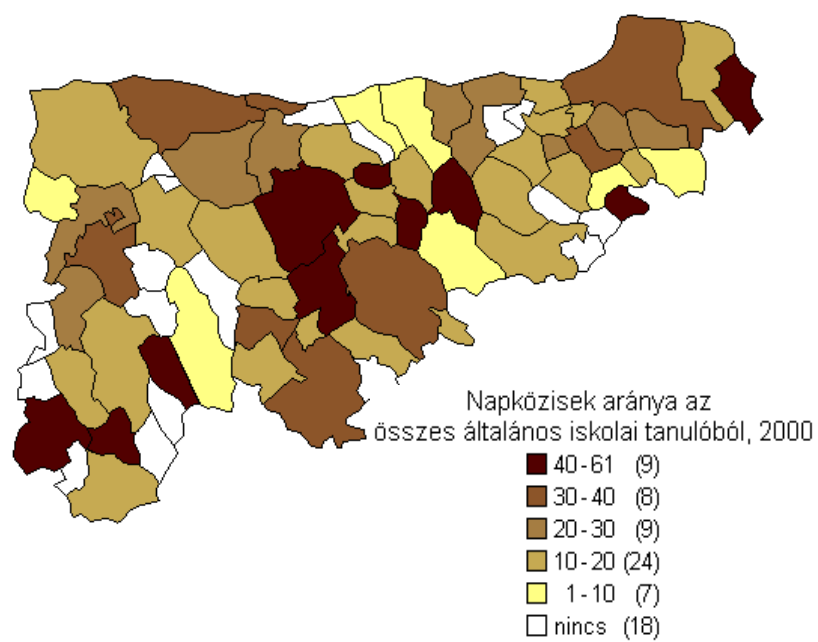 Napközisek aránya az
összes általános iskolai tanulóból, 2000
40-61 (9)
30-40 (8)
20-30 (9)
10-20 (24)
1-10 (7)
nincs (18)